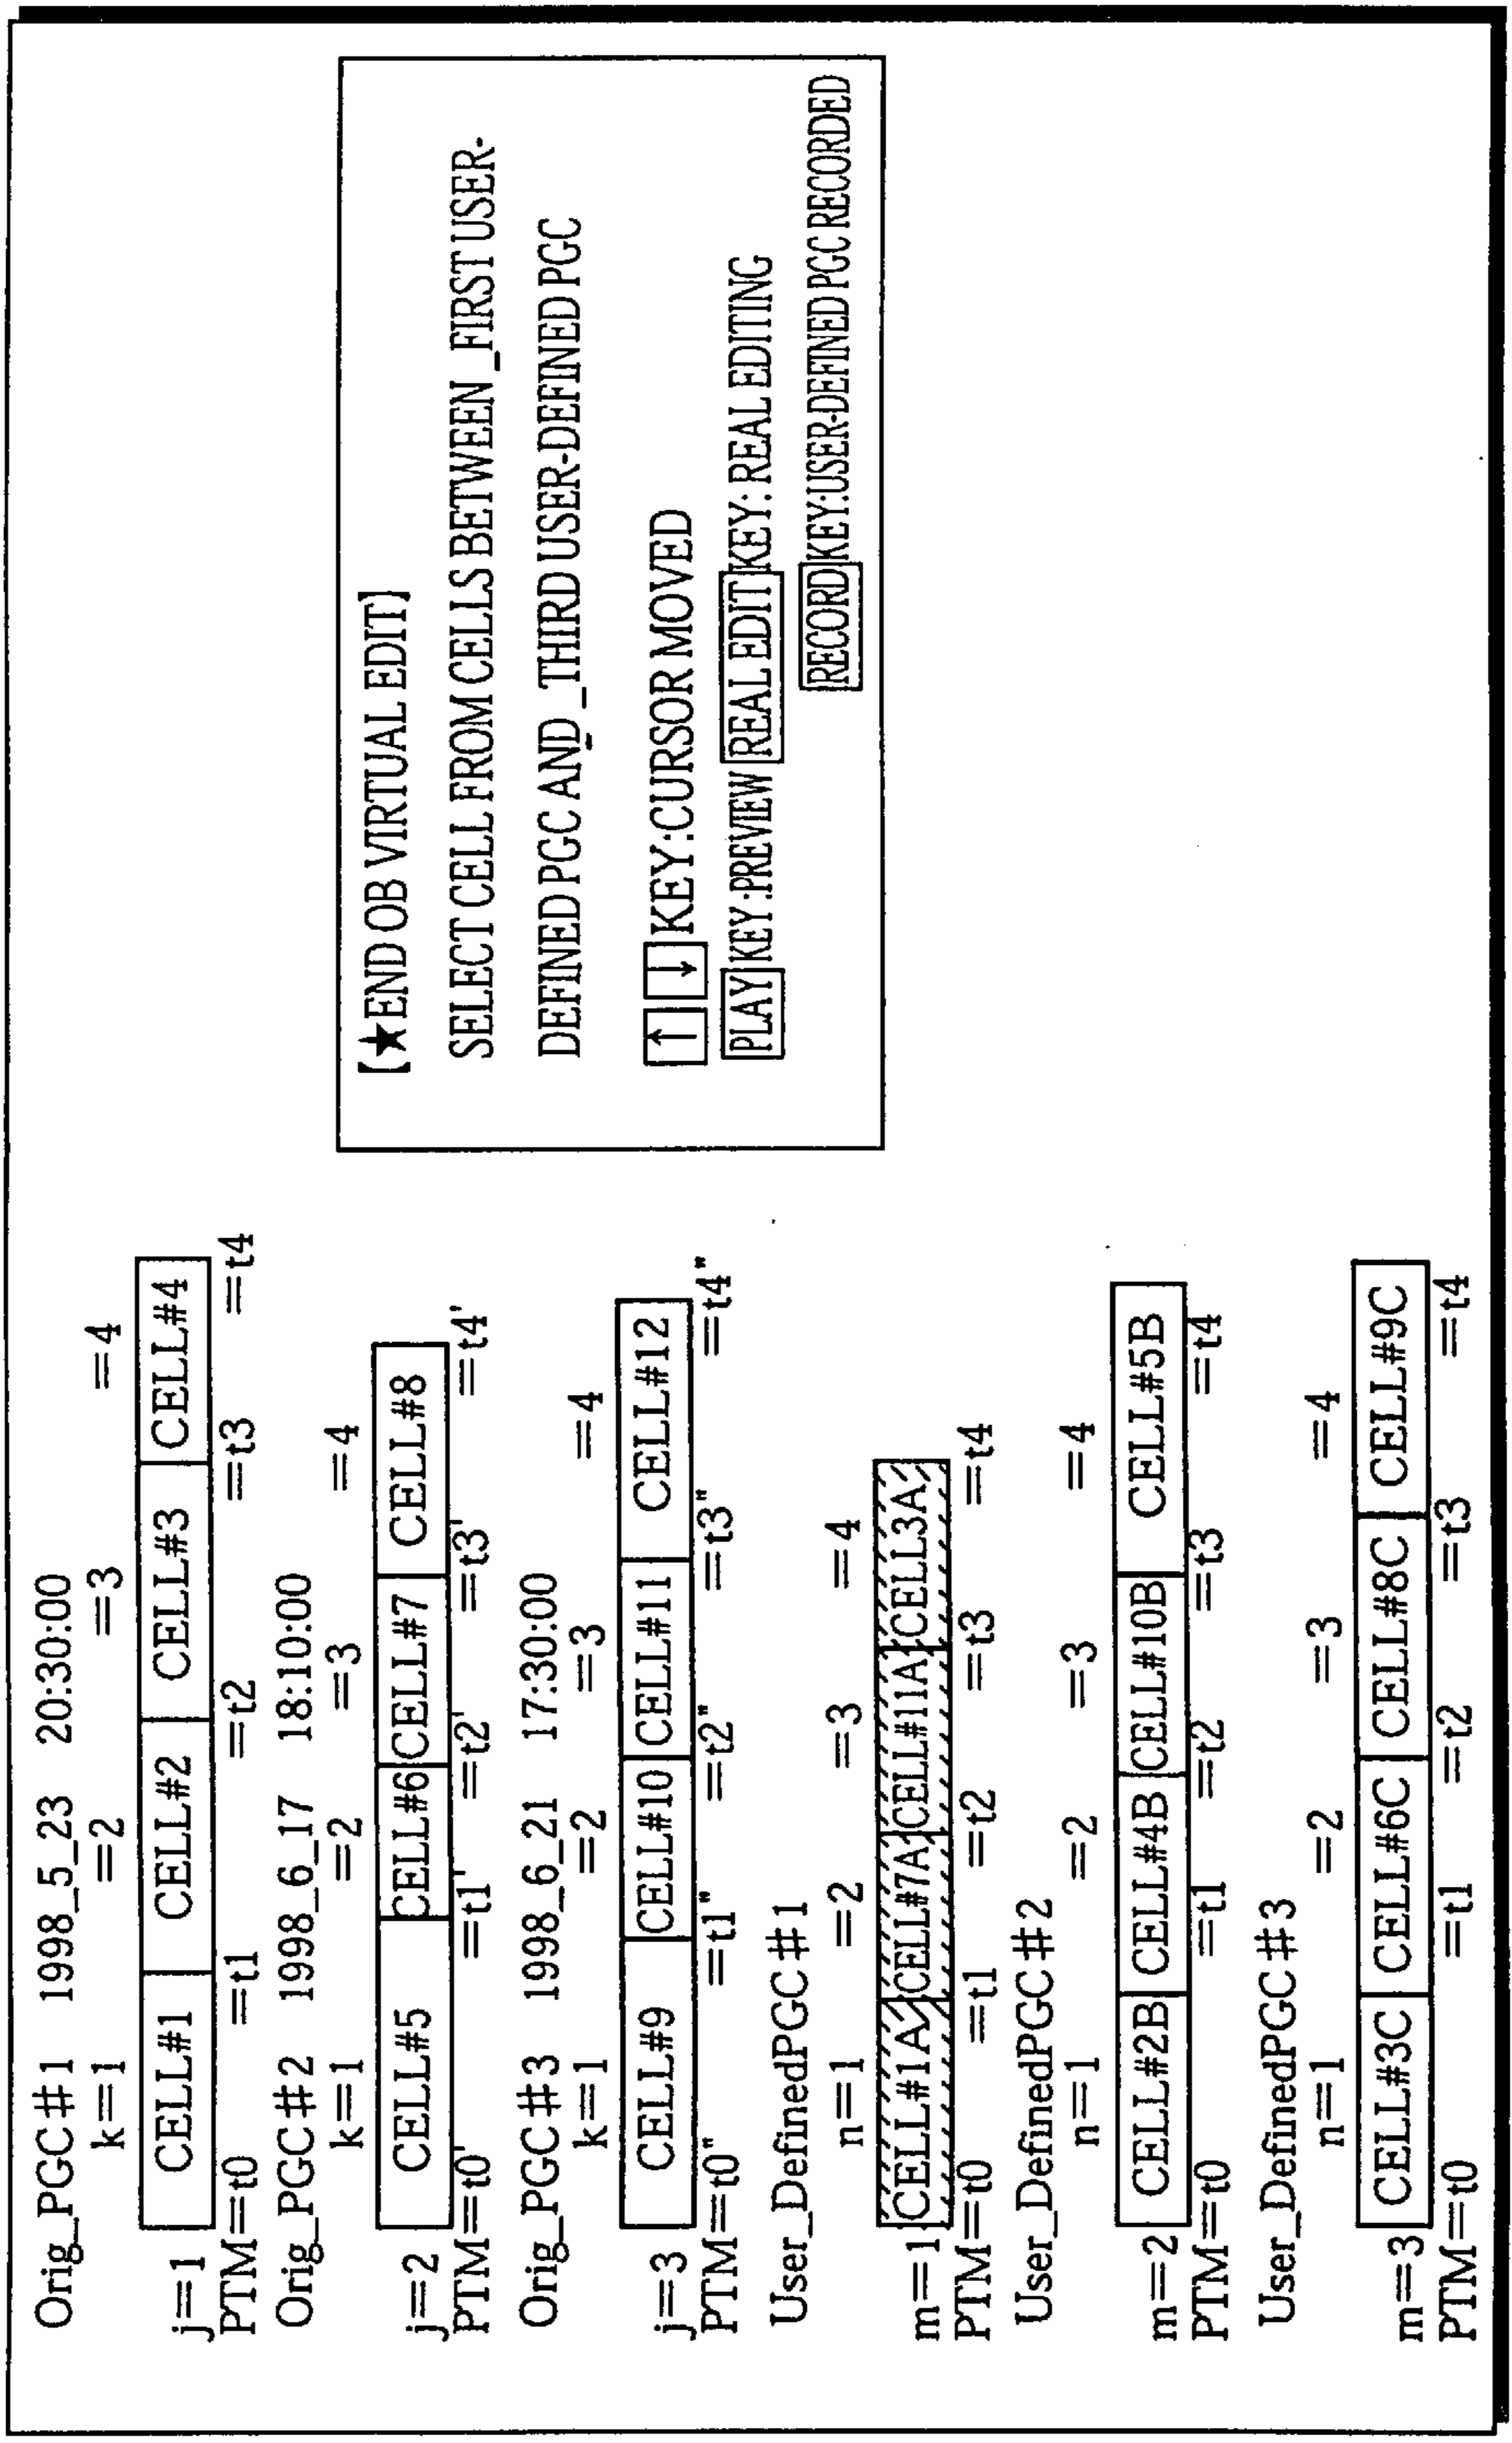 Orig_PGC#1 1998_5_23 20:30:00
k=1 =2 =3 =4
j=1 CELL#1 CELL#2 CELL#3 CELL#4
PTM=t0 =t1 =t2 =t3 =t4
Orig_PGC#2 1998_6_17 18:10:00
k=1 =2 =3 =4
j=2 CELL#5 CELL#6 CELL#7 CELL#8
PTM=t0' =t1' =t2' =t3' =t4'
Orig_PGC#3 1998_6_21 17:30:00
k=1 =2 =3 =4
j=3 CELL#9 CELL#10 CELL#11 CELL#12
PTM=t0" =t1" =t2" =t3" =t4"
User_DefinedPGC#1
n=1 =2 =3 =4
m=1 CELL#1A CELL#7A CELL#11A CELL3A
PTM=t0 =t1 =t2 =t3 =t4
User_DefinedPGC#2
n=1 =2 =3 =4
m=2 CELL#2B CELL#4B CELL#10B CELL#5B
PTM=t0 =t1 =t2 =t3 =t4
User_DefinedPGC#3
n=1 =2 =3 =4
m=3 CELL#3C CELL#6C CELL#8C CELL#9C
PTM=t0 =t1 =t2 =t3 =t4
[★END OB VIRTUAL EDIT]
SELECT CELL FROM CELLS BETWEEN _FIRST USER-
DEFINED PGC AND _THIRD USER-DEFINED PGC
↑ ↓ KEY:CURSOR MOVED
PLAY KEY:PREVIEW REAL EDIT KEY: REAL EDITING
RECORD KEY:USER-DEFINED PGC RECORDED